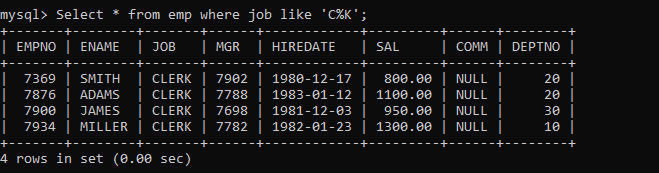 mysql> Select * from emp where job like 'C%K';
+-------+--------+-------+------+------------+---------+------+--------+
| EMPNO | ENAME | JOB | MGR | HIREDATE | SAL | COMM | DEPTNO |
+-------+--------+-------+------+------------+---------+------+--------+
| 7369 | SMITH | CLERK | 7902 | 1980-12-17 | 800.00 | NULL | 20 |
| 7876 | ADAMS | CLERK | 7788 | 1983-01-12 | 1100.00 | NULL | 20 |
| 7900 | JAMES | CLERK | 7698 | 1981-12-03 | 950.00 | NULL | 30 |
| 7934 | MILLER | CLERK | 7782 | 1982-01-23 | 1300.00 | NULL | 10 |
+-------+--------+-------+------+------------+---------+------+--------+
4 rows in set (0.00 sec)